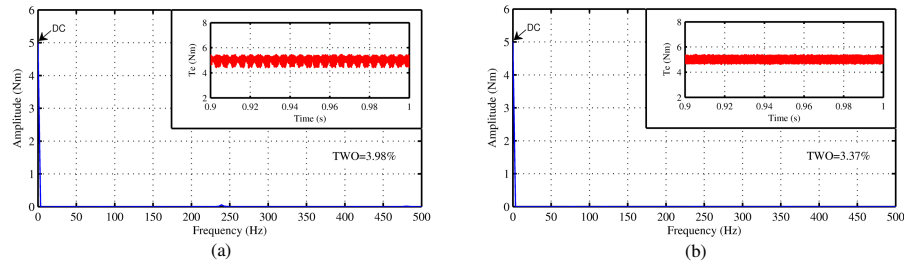 DC
Amplitude (Nm)
6
5
4
3
2
1
0
Te (Nm)
8
6
4
2
0.9 0.92 0.94 0.96 0.98 1
Time (s)
TWO=3.98%
0 50 100 150 200 250 300 350 400 450 500
Frequency (Hz)
(a)
DC
Amplitude (Nm)
6
5
4
3
2
1
0
Te (Nm)
8
6
4
2
0.9 0.92 0.94 0.96 0.98 1
Time (s)
TWO=3.37%
0 50 100 150 200 250 300 350 400 450 500
Frequency (Hz)
(b)